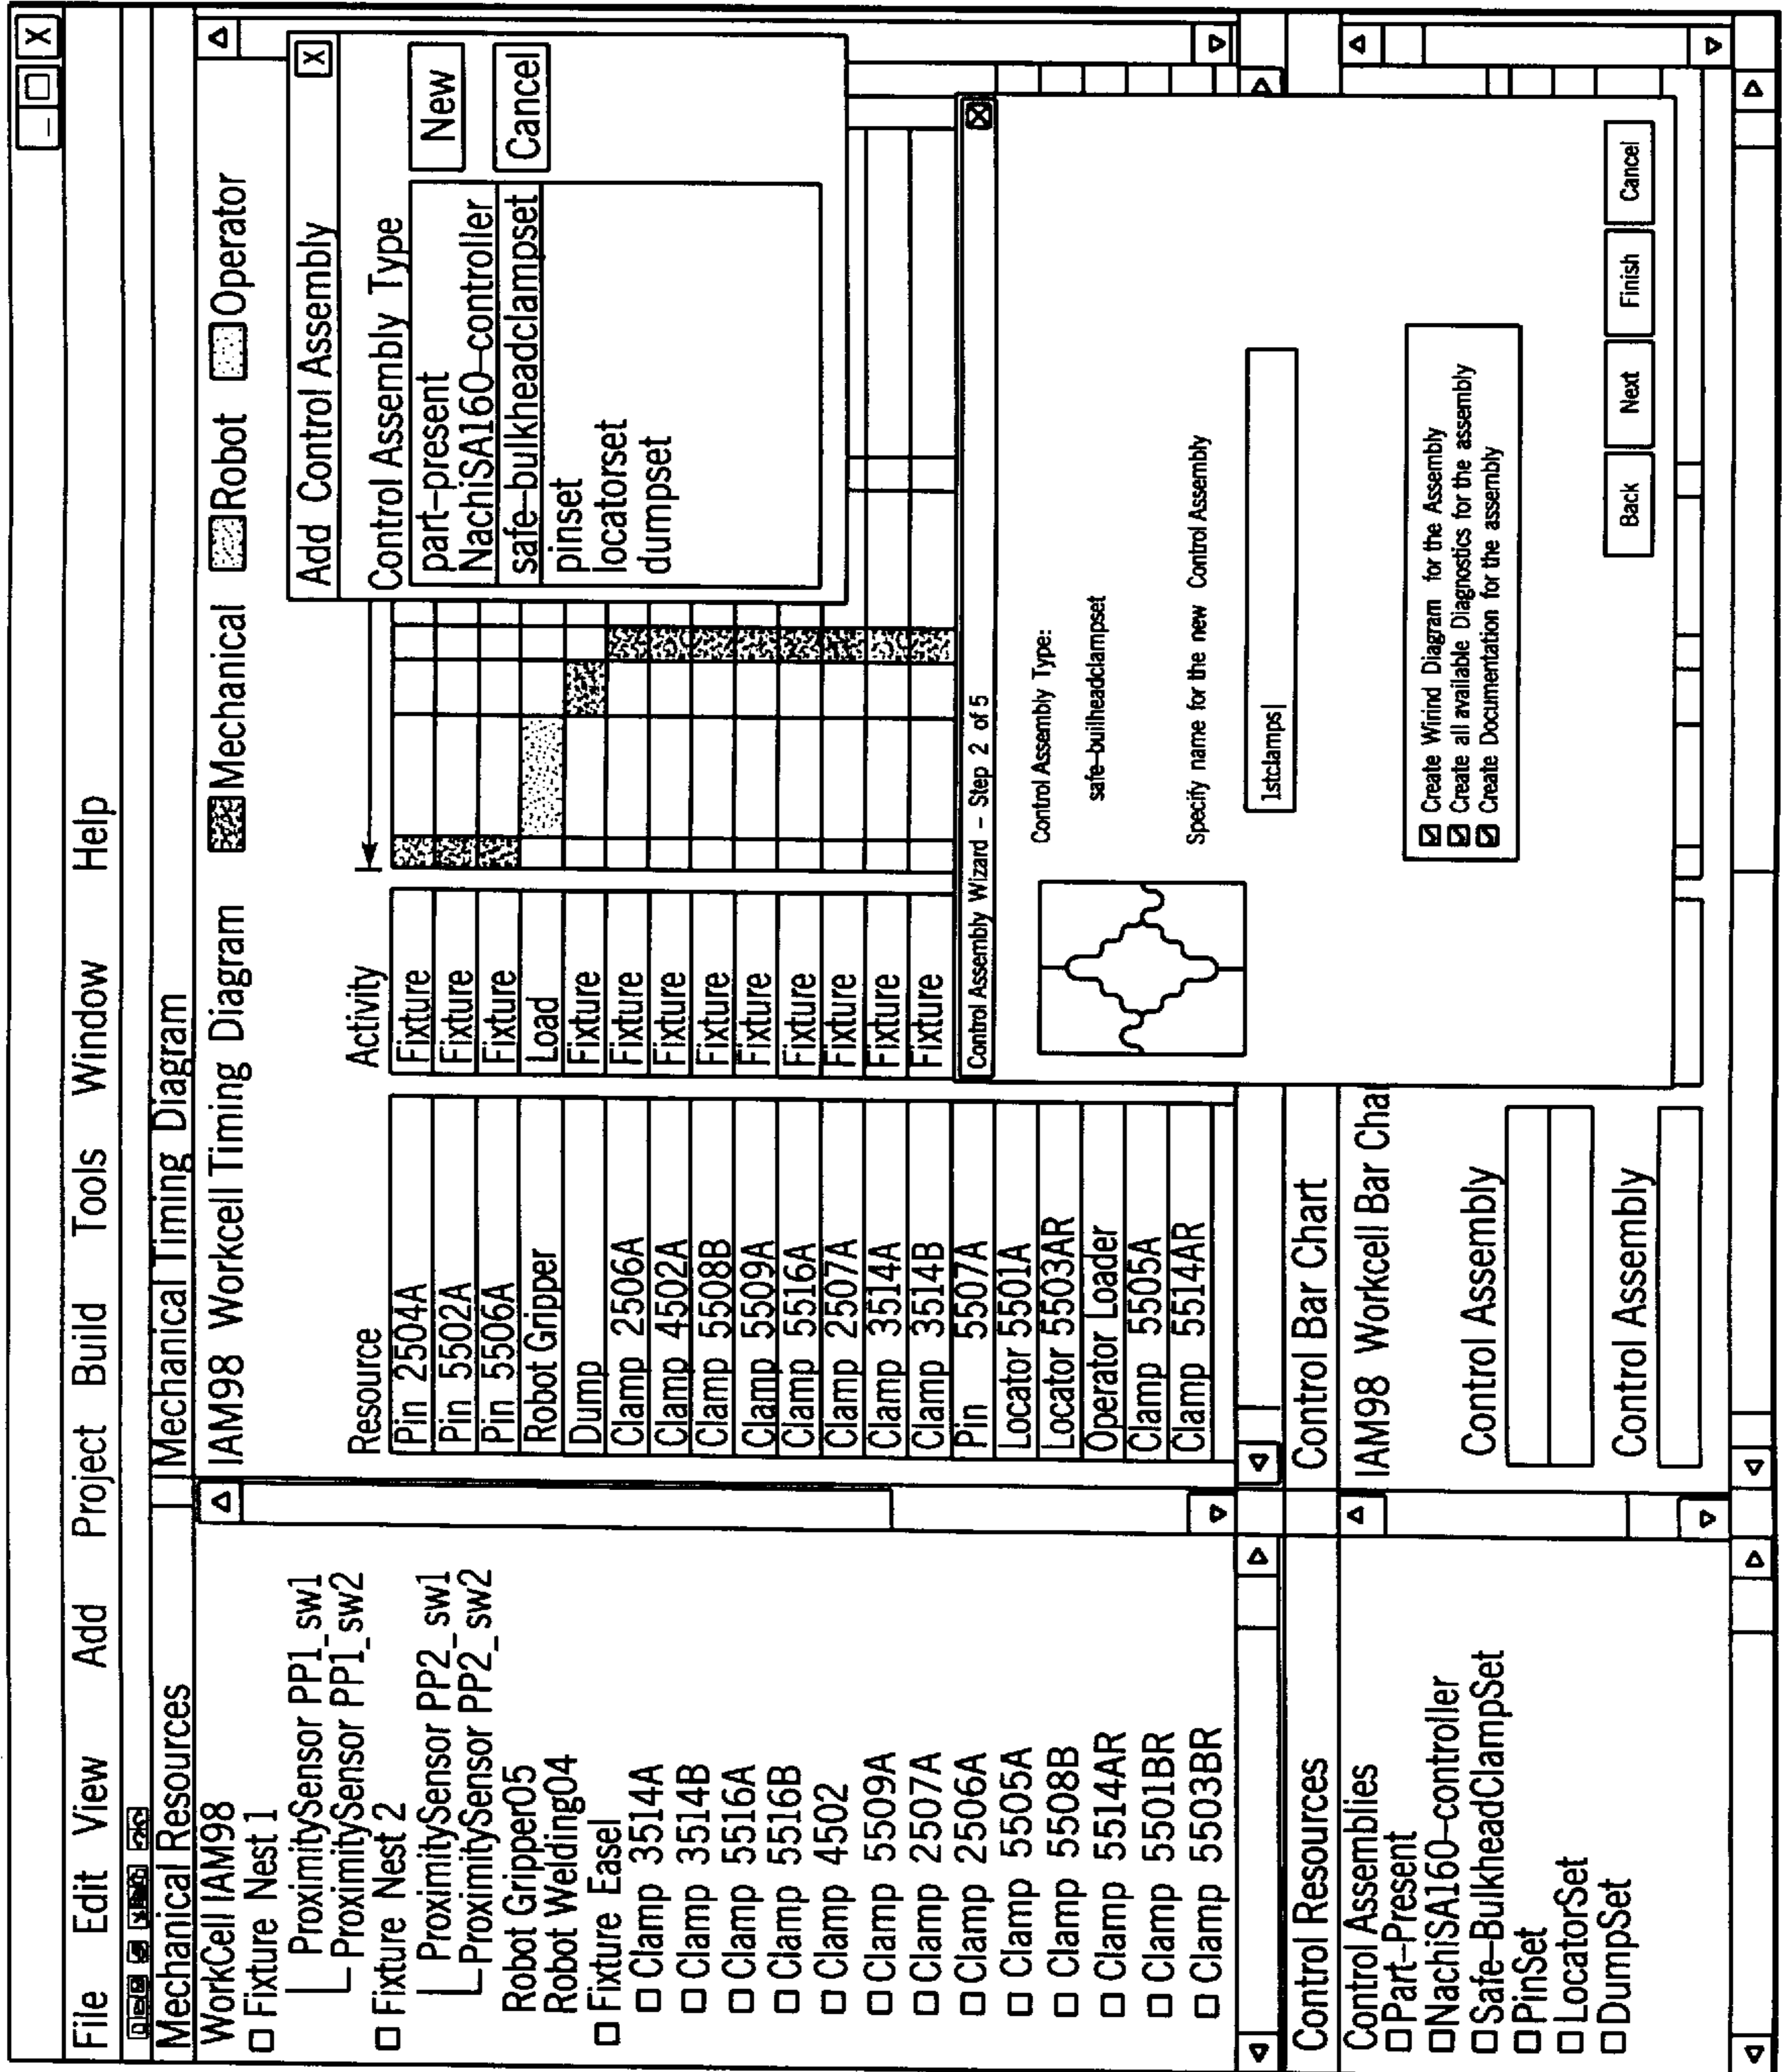 File Edit View Add Project Build Tools Window Help
Mechanical Resources
WorkCell IAM98
Fixture Nest 1
ProximitySensor PP1_sw1
ProximitySensor PP1_sw2
Fixture Nest 2
ProximitySensor PP2_sw1
ProximitySensor PP2_sw2
Robot Gripper05
Robot Welding04
Fixture Easel
Clamp 3514A
Clamp 3514B
Clamp 5516A
Clamp 5516B
Clamp 4502
Clamp 5509A
Clamp 2507A
Clamp 2506A
Clamp 5505A
Clamp 5508B
Clamp 5514AR
Clamp 5501BR
Clamp 5503BR
Mechanical Timing Diagram
IAM98 Workcell Timing Diagram Mechanical Robot Operator
Resource Activity
Pin 2504A Fixture
Pin 5502A Fixture
Pin 5506A Fixture
Robot Gripper Load
Dump Fixture
Clamp 2506A Fixture
Clamp 4502A Fixture
Clamp 5508B Fixture
Clamp 5509A Fixture
Clamp 5516A Fixture
Clamp 2507A Fixture
Clamp 3514A Fixture
Clamp 3514B Fixture
Pin 5507A
Locator 5501A
Locator 5503AR
Operator Loader
Clamp 5505A
Clamp 5514AR
Add Control Assembly X
Control Assembly Type
part-present
NachiSA160-controller
safe-bulkheadclampset
pinset
locatorset
dumpset
New
Cancel
Control Assembly Wizard - Step 2 of 5
Control Assembly Type:
safe-builheadclampset
Specify name for the new Control Assembly
1stclamps
Create Wirind Diagram for the Assembly
Create all available Diagnostics for the assembly
Create Documentation for the assembly
Back Next Finish Cancel
Control Resources
Control Assemblies
Part-Present
NachiSA160-controller
Safe-BulkheadClampSet
PinSet
LocatorSet
DumpSet
Control Bar Chart
IAM98 Workcell Bar Cha
Control Assembly
Control Assembly